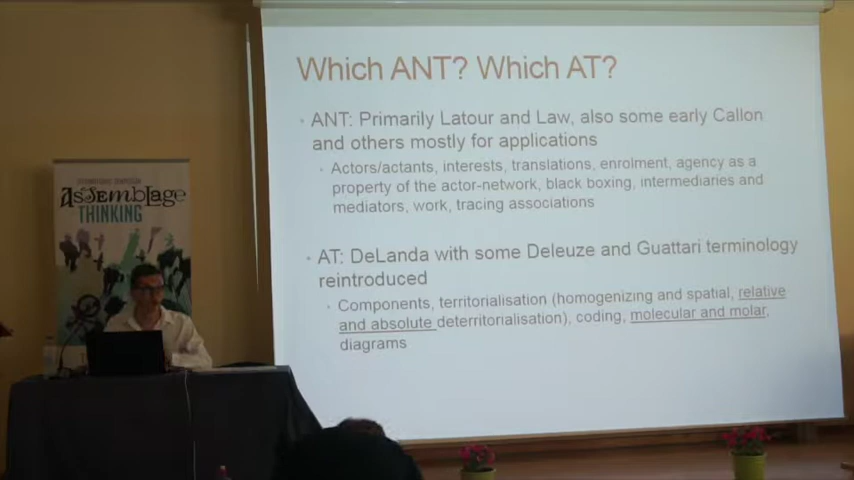 Which ANT? Which AT?
ANT: Primarily Latour and Law, also some early Callon
and others mostly for applications
Actors/actants, interests, translations, enrolment, agency as a
property of the actor-network, black boxing, intermediaries and
mediators, work, tracing associations
AT: DeLanda with some Deleuze and Guattari terminology
reintroduced
Components, territorialisation (homogenizing and spatial, relative
and absolute deterritorialisation), coding, molecular and molar,
diagrams
INTERNATIONAL SYMPOSIUM
AssEmblagE
THINKING